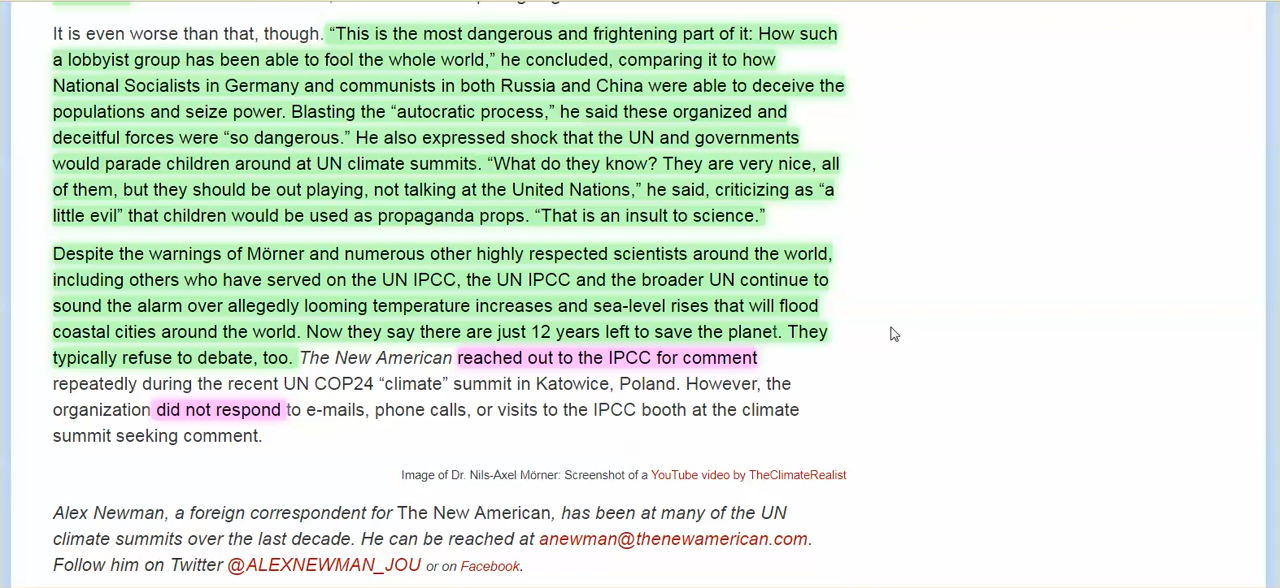 It is even worse than that, though. “This is the most dangerous and frightening part of it: How such
a lobbyist group has been able to fool the whole world,” he concluded, comparing it to how
National Socialists in Germany and communists in both Russia and China were able to deceive the
populations and seize power. Blasting the “autocratic process,” he said these organized and
deceitful forces were “so dangerous.” He also expressed shock that the UN and governments
would parade children around at UN climate summits. “What do they know? They are very nice, all
of them, but they should be out playing, not talking at the United Nations,” he said, criticizing as “a
little evil” that children would be used as propaganda props. “That is an insult to science.”
Despite the warnings of Mörner and numerous other highly respected scientists around the world,
including others who have served on the UN IPCC, the UN IPCC and the broader UN continue to
sound the alarm over allegedly looming temperature increases and sea-level rises that will flood
coastal cities around the world. Now they say there are just 12 years left to save the planet. They
typically refuse to debate, too. The New American reached out to the IPCC for comment
repeatedly during the recent UN COP24 “climate” summit in Katowice, Poland. However, the
organization did not respond to e-mails, phone calls, or visits to the IPCC booth at the climate
summit seeking comment.
Image of Dr. Nils-Axel Mörner: Screenshot of a YouTube video by TheClimateRealist
Alex Newman, a foreign correspondent for The New American, has been at many of the UN
climate summits over the last decade. He can be reached at anewman@thenewamerican.com.
Follow him on Twitter @ALEXNEWMAN_JOU or on Facebook.